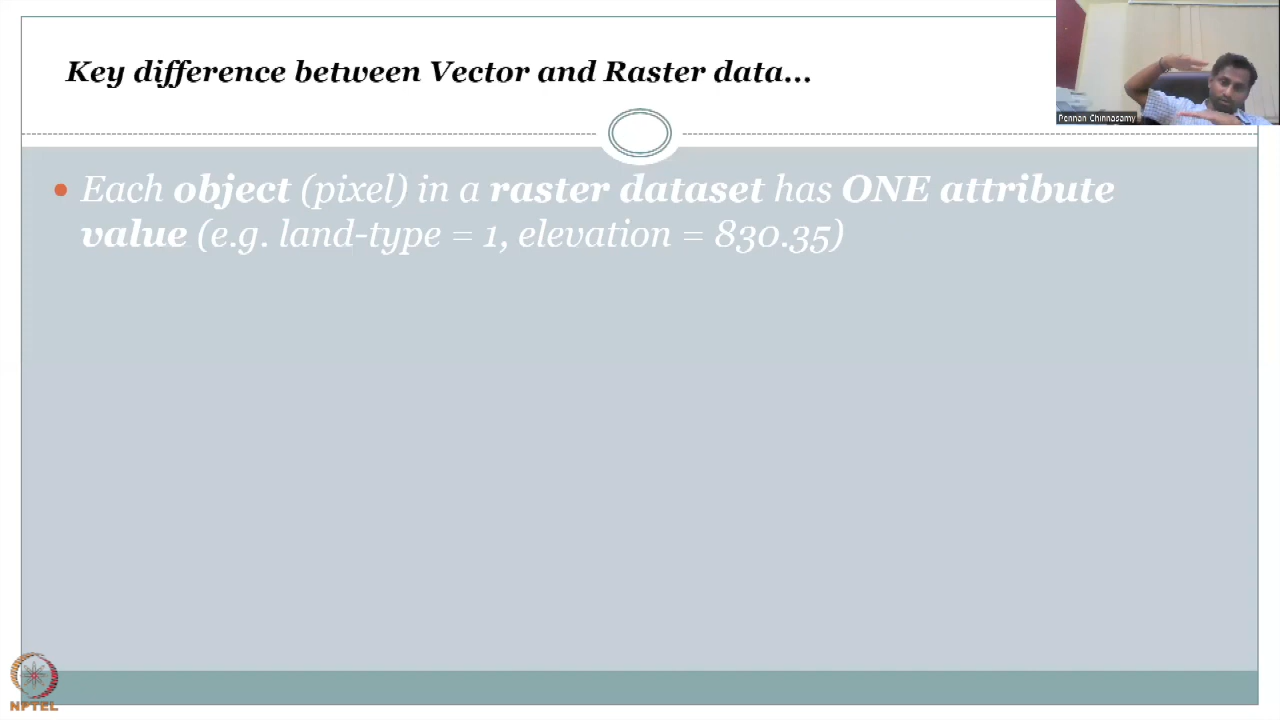 Key difference between Vector and Raster data...
Pennan Chinnasamy
• Each object (pixel) in a raster dataset has ONE attribute
value (e.g. land-type = 1, elevation = 830.35)
NPTEL